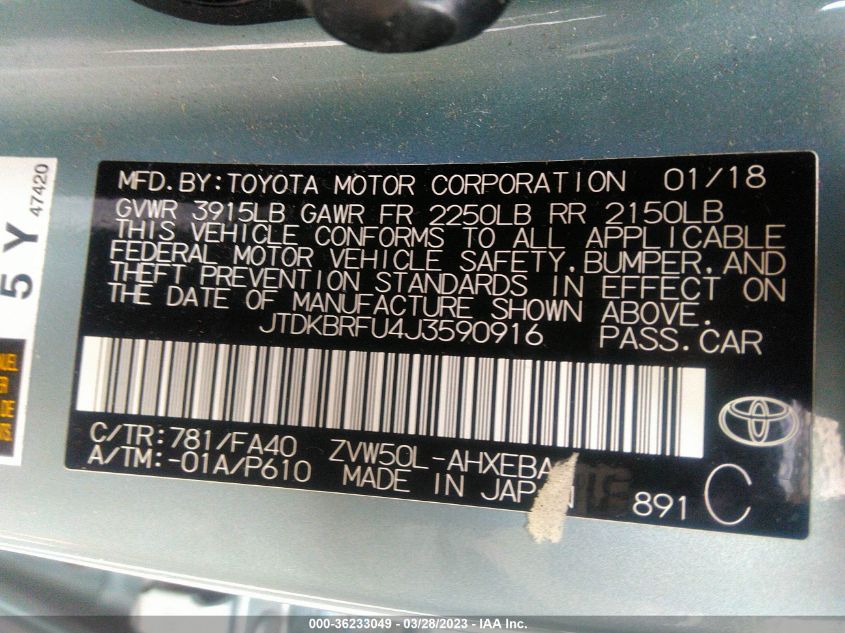 MFD.BY:TOYOTA MOTOR CORPORATION 01/18
GVWR 3915LB GAWR FR 2250LB RR 2150LB
THIS VEHICLE CONFORMS TO ALL APPLICABLE
FEDERAL MOTOR VEHICLE SAFETY,BUMPER,AND
THEFT PREVENTION STANDARDS IN EFFECT ON
THE DATE OF MANUFACTURE SHOWN ABOVE.
JTDKBRFU4J3590916 PASS.CAR
C/TR:781/FA40 ZVW50L-AHXEBA
A/TM:-01A/P610 MADE IN JAPAN 891 C
5Y
47420
DE
000-36233049 - 03/28/2023 - IAA Inc.